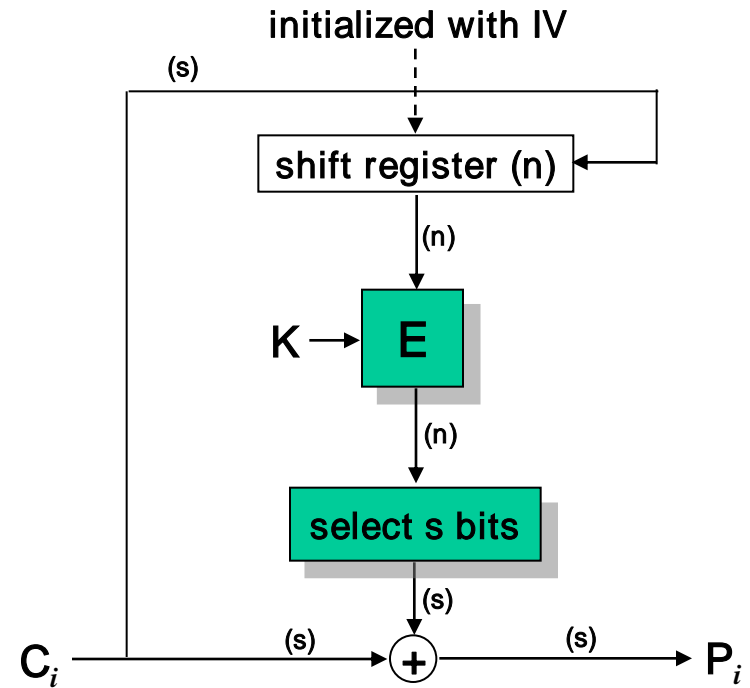 initialized with IV
(s)
shift register (n)
(n)
K
E
(n)
select s bits
(s)
(s)
(s)
Ci
+
Pi